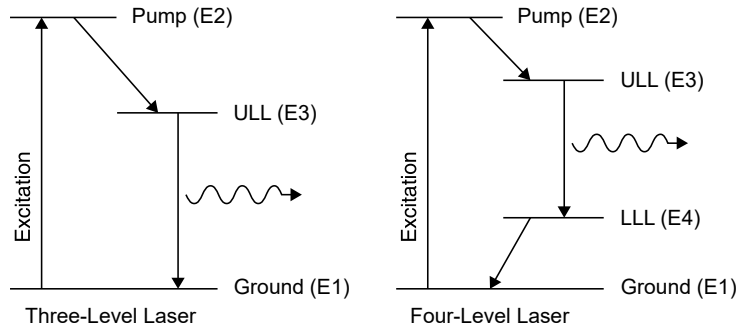 Pump (E2)
ULL (E3)
Excitation
Ground (E1)
Three-Level Laser
Pump (E2)
ULL (E3)
Excitation
LLL (E4)
Ground (E1)
Four-Level Laser